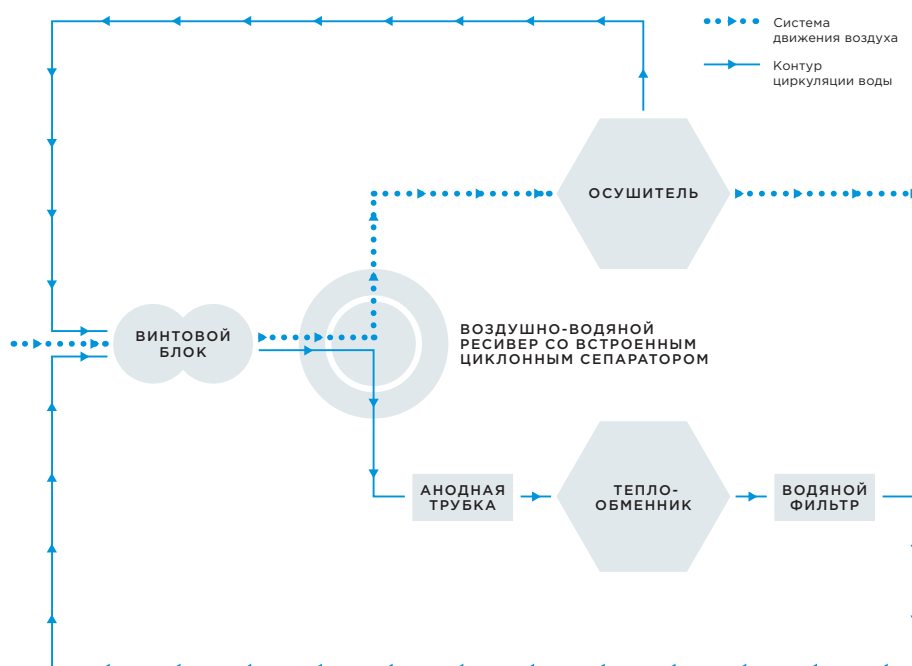 Система
движения воздуха
Контур
циркуляции воды
ОСУШИТЕЛЬ
ВИНТОВОЙ
БЛОК
ВОЗДУШНО-ВОДЯНОЙ
РЕСИВЕР СО ВСТРОЕННЫМ
ЦИКЛОННЫМ СЕПАРАТОРОМ
АНОДНАЯ
ТРУБКА
ТЕПЛО-
ОБМЕННИК
ВОДЯНОЙ
ФИЛЬТР